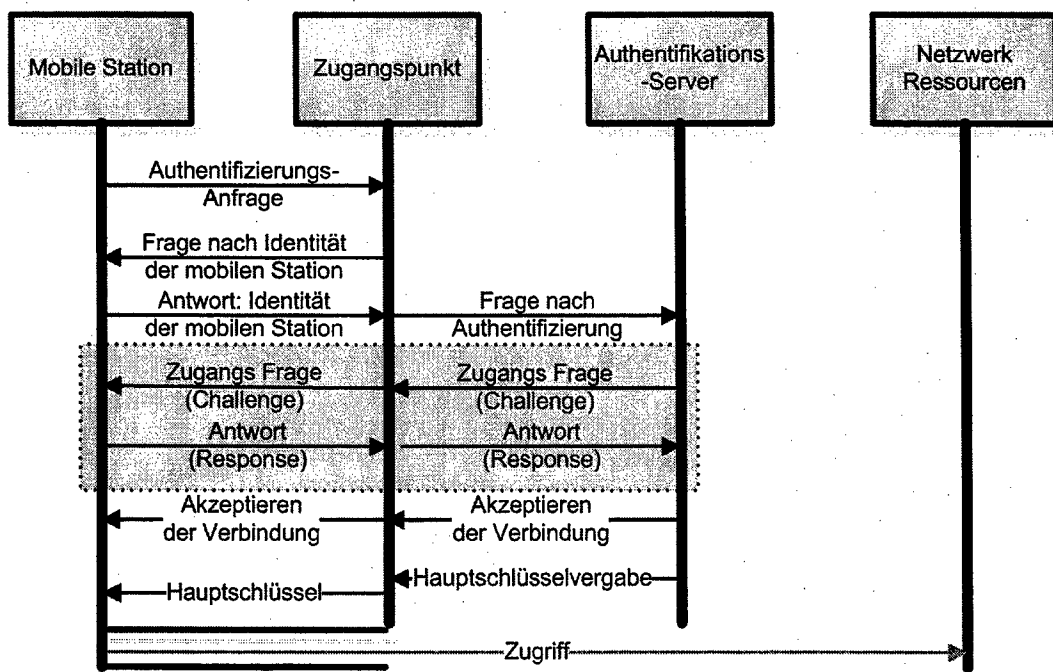 Mobile Station
Zugangspunkt
Authentifikations
-Server
Netzwerk
Ressourcen
Authentifizierungs-
Anfrage
Frage nach Identität
der mobilen Station
Antwort: Identität
der mobilen Station
Frage nach
Authentifizierung
Zugangs Frage
(Challenge)
Zugangs Frage
(Challenge)
Antwort
(Response)
Antwort
(Response)
Akzeptieren
der Verbindung
Akzeptieren
der Verbindung
Hauptschlüsselvergabe
Hauptschlüssel
Zugriff